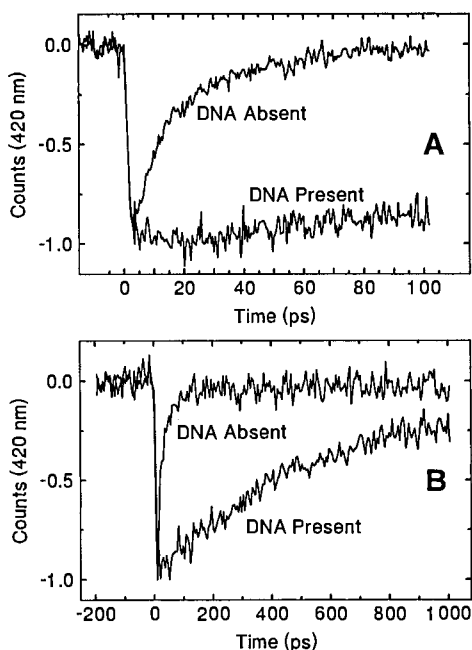 0.0
-0.5
-1.0
Counts (420 nm)
DNA Absent
A
DNA Present
0 20 40 60 80 100
Time (ps)
0.0
-0.5
-1.0
Counts (420 nm)
DNA Absent
B
DNA Present
-200 0 200 400 600 800 1000
Time (ps)